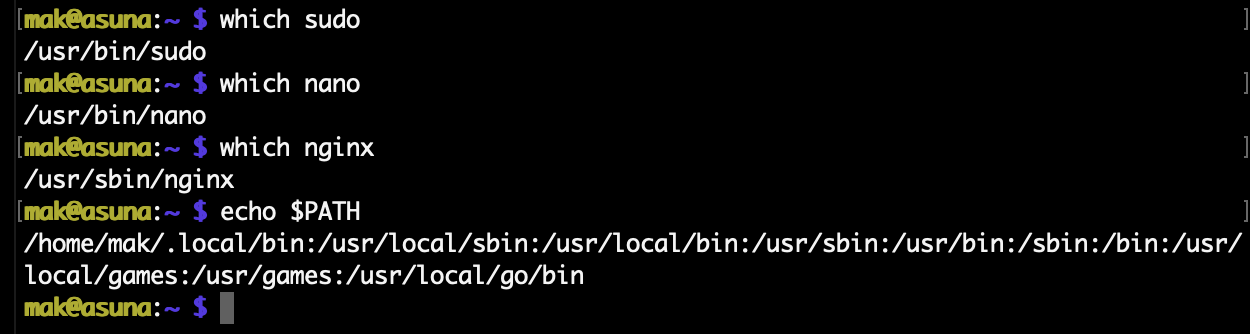 [mak@asuna:~ $ which sudo ]
/usr/bin/sudo
[mak@asuna:~ $ which nano ]
/usr/bin/nano
[mak@asuna:~ $ which nginx ]
/usr/sbin/nginx
[mak@asuna:~ $ echo $PATH ]
/home/mak/.local/bin:/usr/local/sbin:/usr/local/bin:/usr/sbin:/usr/bin:/sbin:/bin:/usr/
local/games:/usr/games:/usr/local/go/bin
mak@asuna:~ $